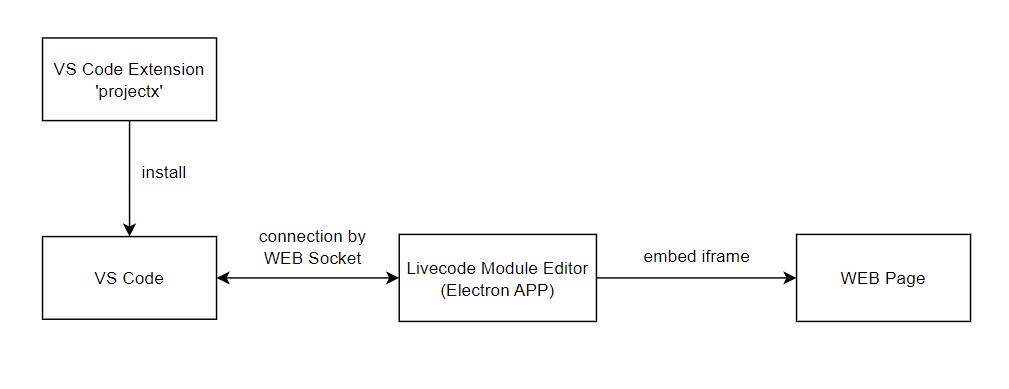 VS Code Extension
'projectx'
install
connection by
WEB Socket
VS Code
Livecode Module Editor
(Electron APP)
embed iframe
WEB Page